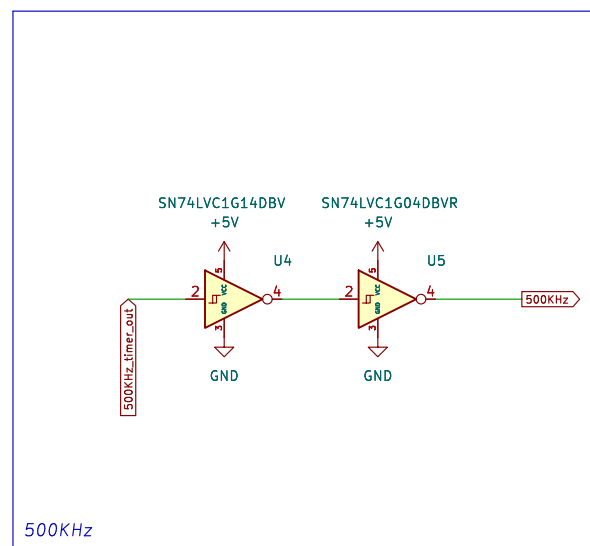 SN74LVC1G14DBV
SN74LVC1G04DBVR
+5V
+5V
U4
U5
5
5
2
VCC
GND
4
2
VCC
GND
4
500KHz
3
3
500KHz_timer_out
GND
GND
500KHz